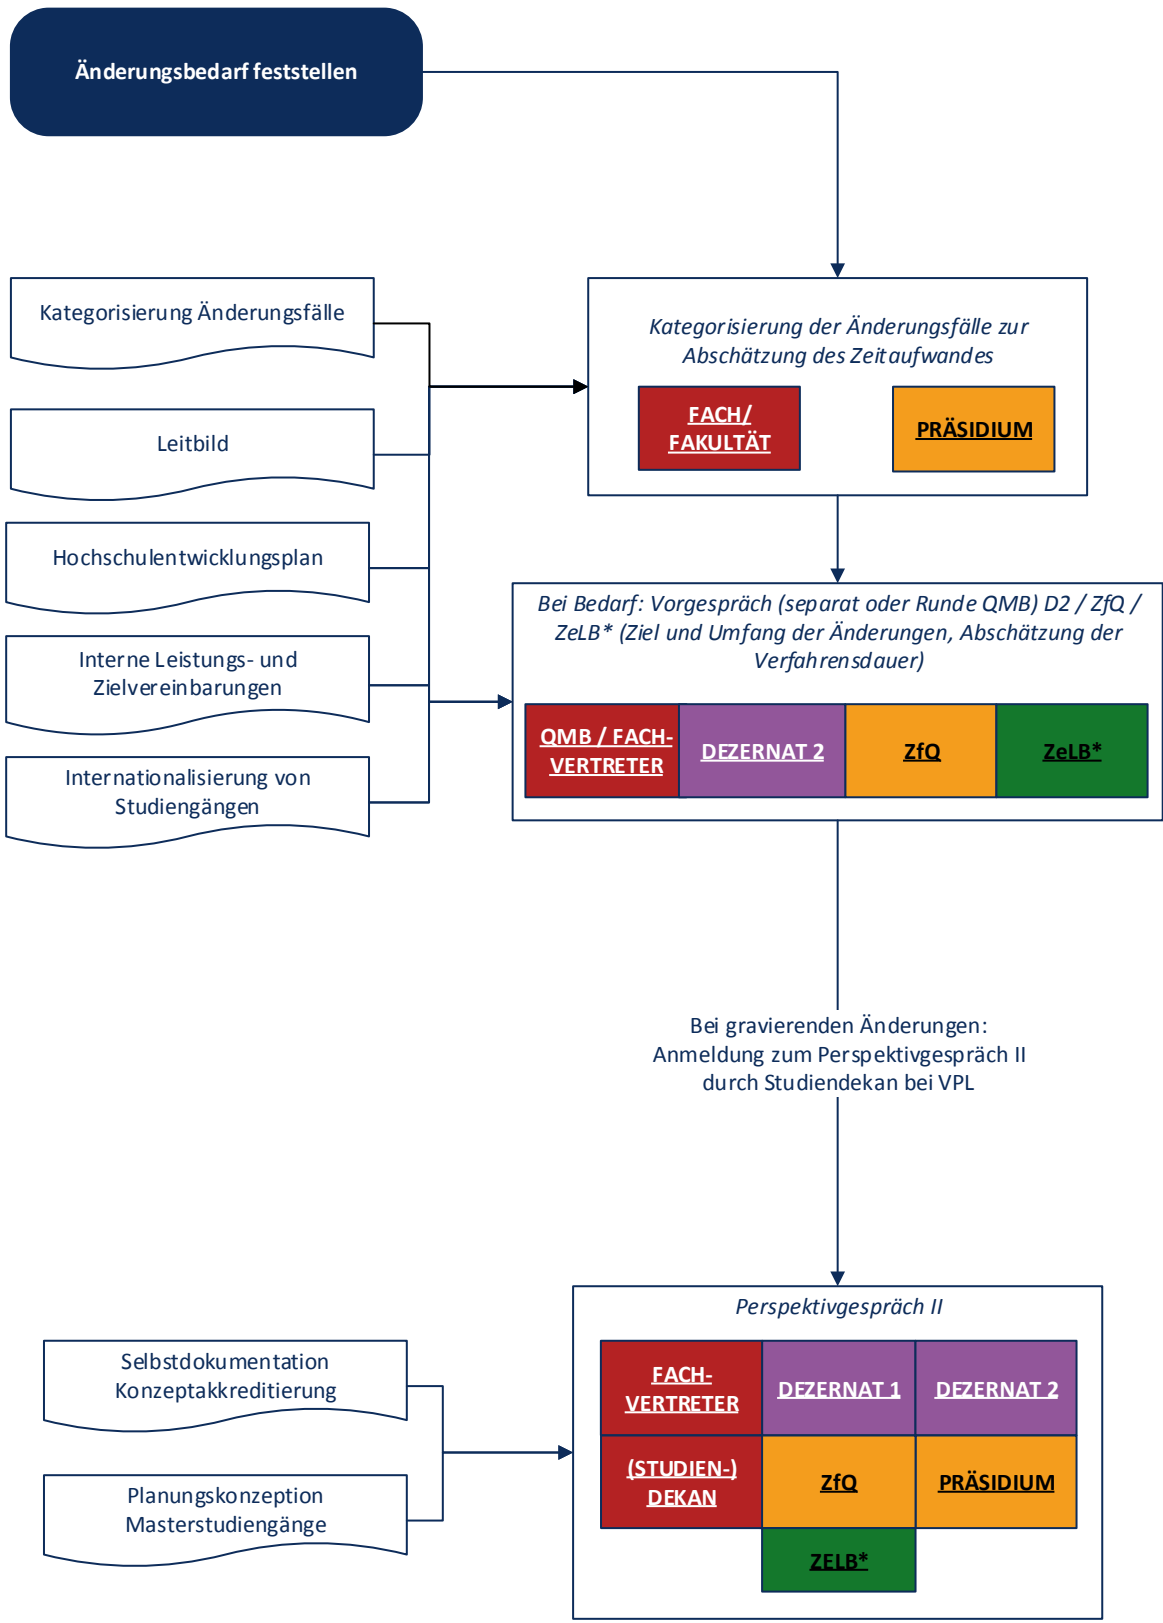 Änderungsbedarf feststellen
Kategorisierung Änderungsfälle
Leitbild
Hochschulentwicklungsplan
Interne Leistungs- und
Zielvereinbarungen
Internationalisierung von
Studiengängen
Kategorisierung der Änderungsfälle zur
Abschätzung des Zeitaufwandes
FACH/
FAKULTÄT
PRÄSIDIUM
Bei Bedarf: Vorgespräch (separat oder Runde QMB) D2 / ZfQ /
ZeLB* (Ziel und Umfang der Änderungen, Abschätzung der
Verfahrensdauer)
QMB / FACH-
VERTRETER
DEZERNAT 2
ZfQ
ZeLB*
Bei gravierenden Änderungen:
Anmeldung zum Perspektivgespräch II
durch Studiendekan bei VPL
Selbstdokumentation
Konzeptakkreditierung
Planungskonzeption
Masterstudiengänge
Perspektivgespräch II
FACH-
VERTRETER
DEZERNAT 1
DEZERNAT 2
(STUDIEN-)
DEKAN
ZfQ
PRÄSIDIUM
ZELB*